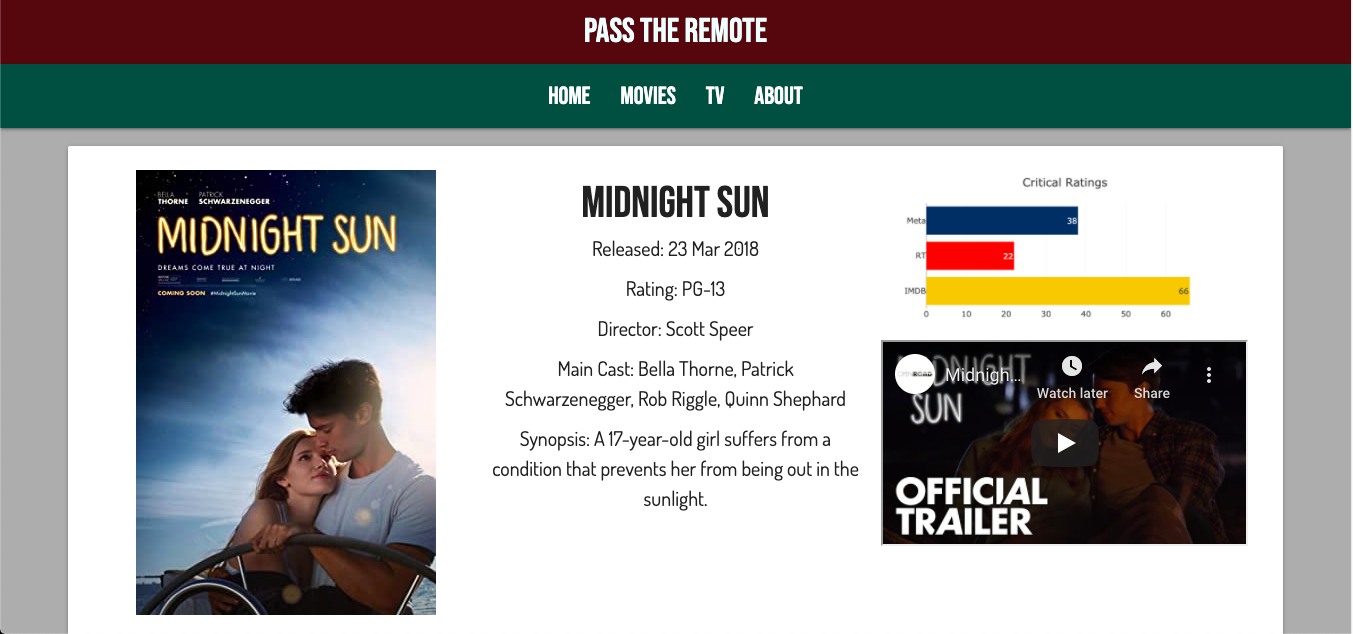 PASS THE REMOTE
HOME MOVIES TV ABOUT
BELLA PATRICK
THORNE SCHWARZENEGGER
MIDNIGHT SUN
DREAMS COME TRUE AT NIGHT
COMING SOON #MidnightSunMovie
MIDNIGHT SUN
Released: 23 Mar 2018
Rating: PG-13
Director: Scott Speer
Main Cast: Bella Thorne, Patrick
Schwarzenegger, Rob Riggle, Quinn Shephard
Synopsis: A 17-year-old girl suffers from a
condition that prevents her from being out in the
sunlight.
Critical Ratings
Meta 38
RT 22
IMDB 66
0 10 20 30 40 50 60
MIDNIGHT
SUN
Midnigh...
Watch later Share
OFFICIAL
TRAILER